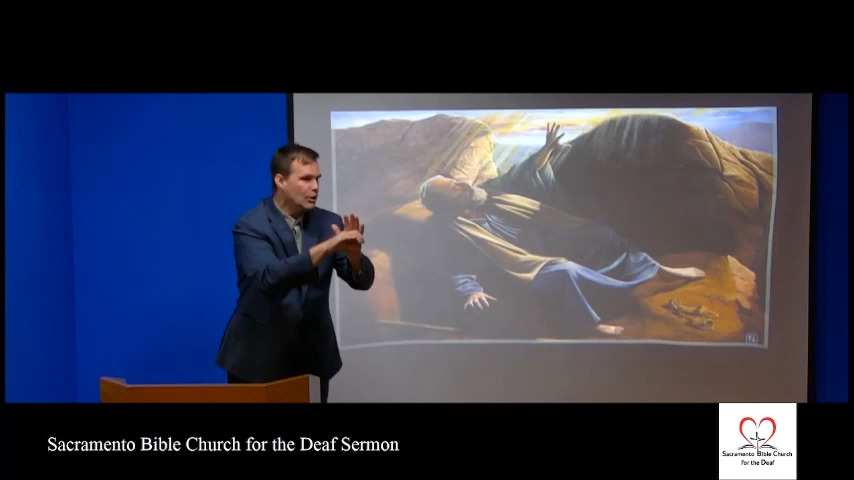 Sacramento Bible Church for the Deaf Sermon
Sacramento Bible Church
for the Deaf